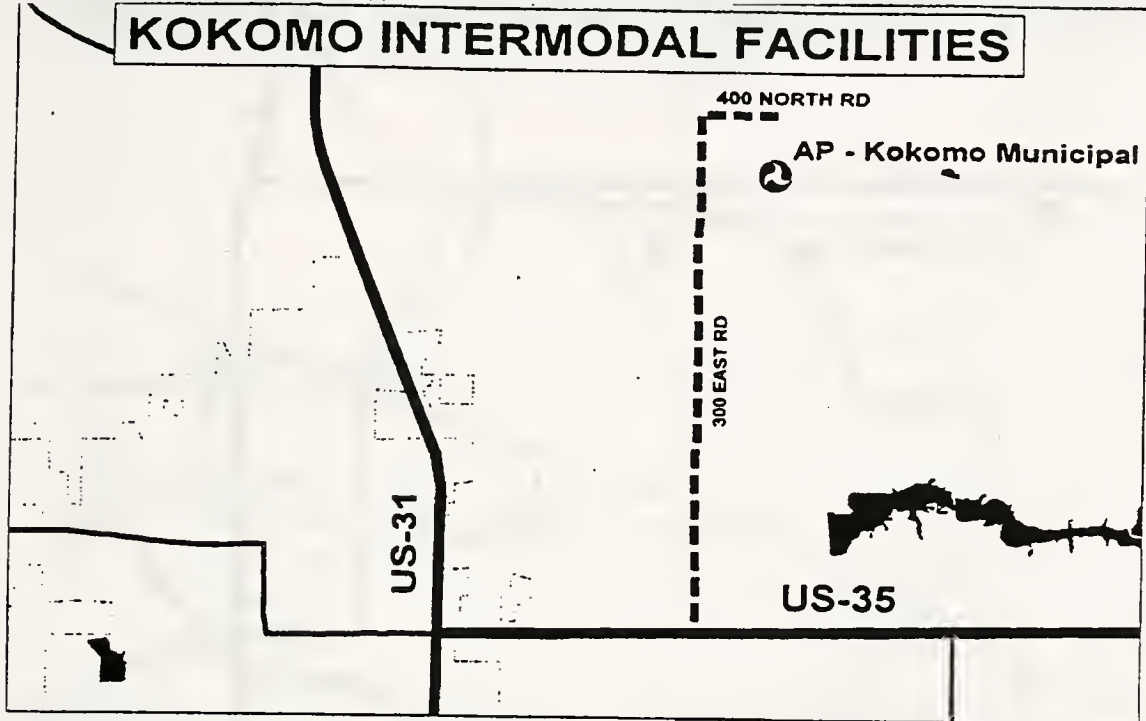 KOKOMO INTERMODAL FACILITIES
400 NORTH RD
AP - Kokomo Municipal
300 EAST RD
US-31
US-35